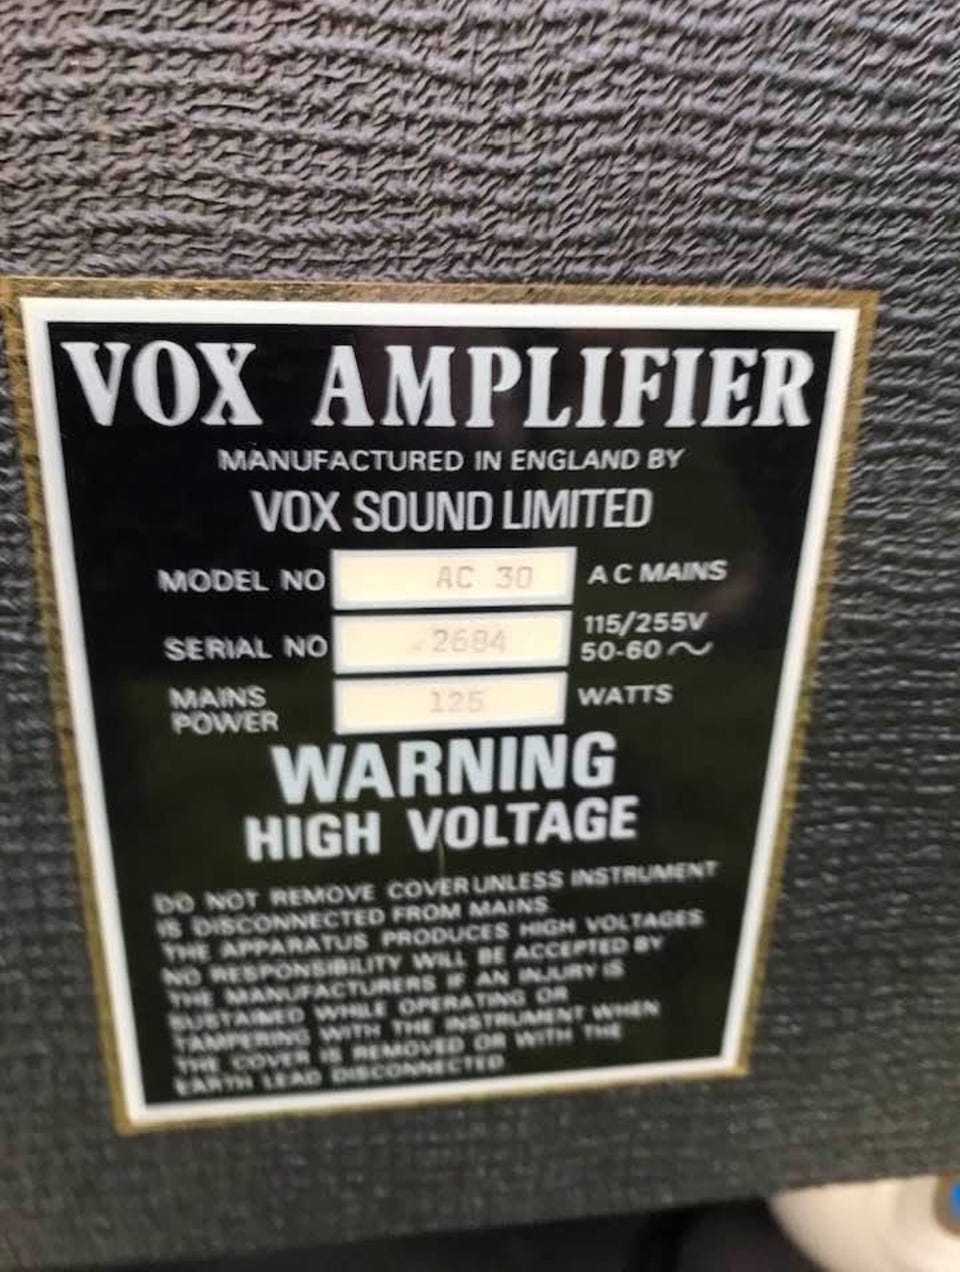 VOX AMPLIFIER
MANUFACTURED IN ENGLAND BY
VOX SOUND LIMITED
MODEL NO AC 30 A C MAINS
SERIAL NO 2684 115/255V
50-60 ~
MAINS POWER 125 WATTS
WARNING
HIGH VOLTAGE
DO NOT REMOVE COVER UNLESS INSTRUMENT
IS DISCONNECTED FROM MAINS.
THE APPARATUS PRODUCES HIGH VOLTAGES
NO RESPONSIBILITY WILL BE ACCEPTED BY
THE MANUFACTURERS IF AN INJURY IS
SUSTAINED WHILE OPERATING OR
TAMPERING WITH THE INSTRUMENT WHEN
THE COVER IS REMOVED OR WITH THE
EARTH LEAD DISCONNECTED